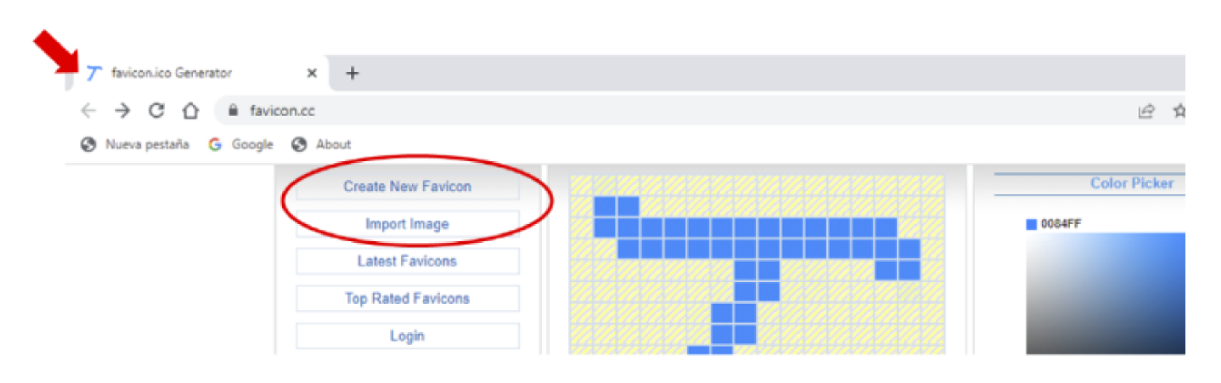 favicon.ico Generator
favicon.cc
Nueva pestaña Google About
Create New Favicon
Import Image
Latest Favicons
Top Rated Favicons
Login
Color Picker
0084FF